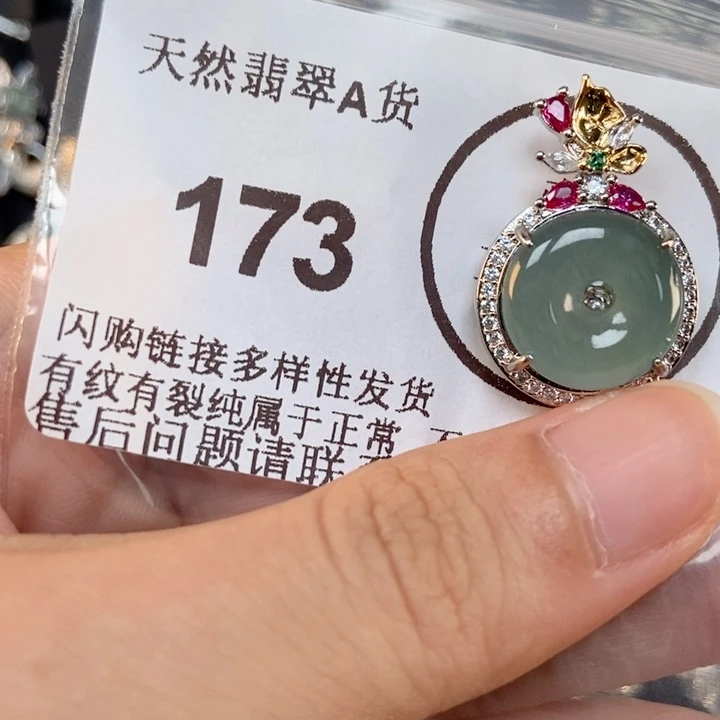 天然翡翠A货
173
闪购链接多样性发货
有纹有裂纯属于正常
售后问题请联